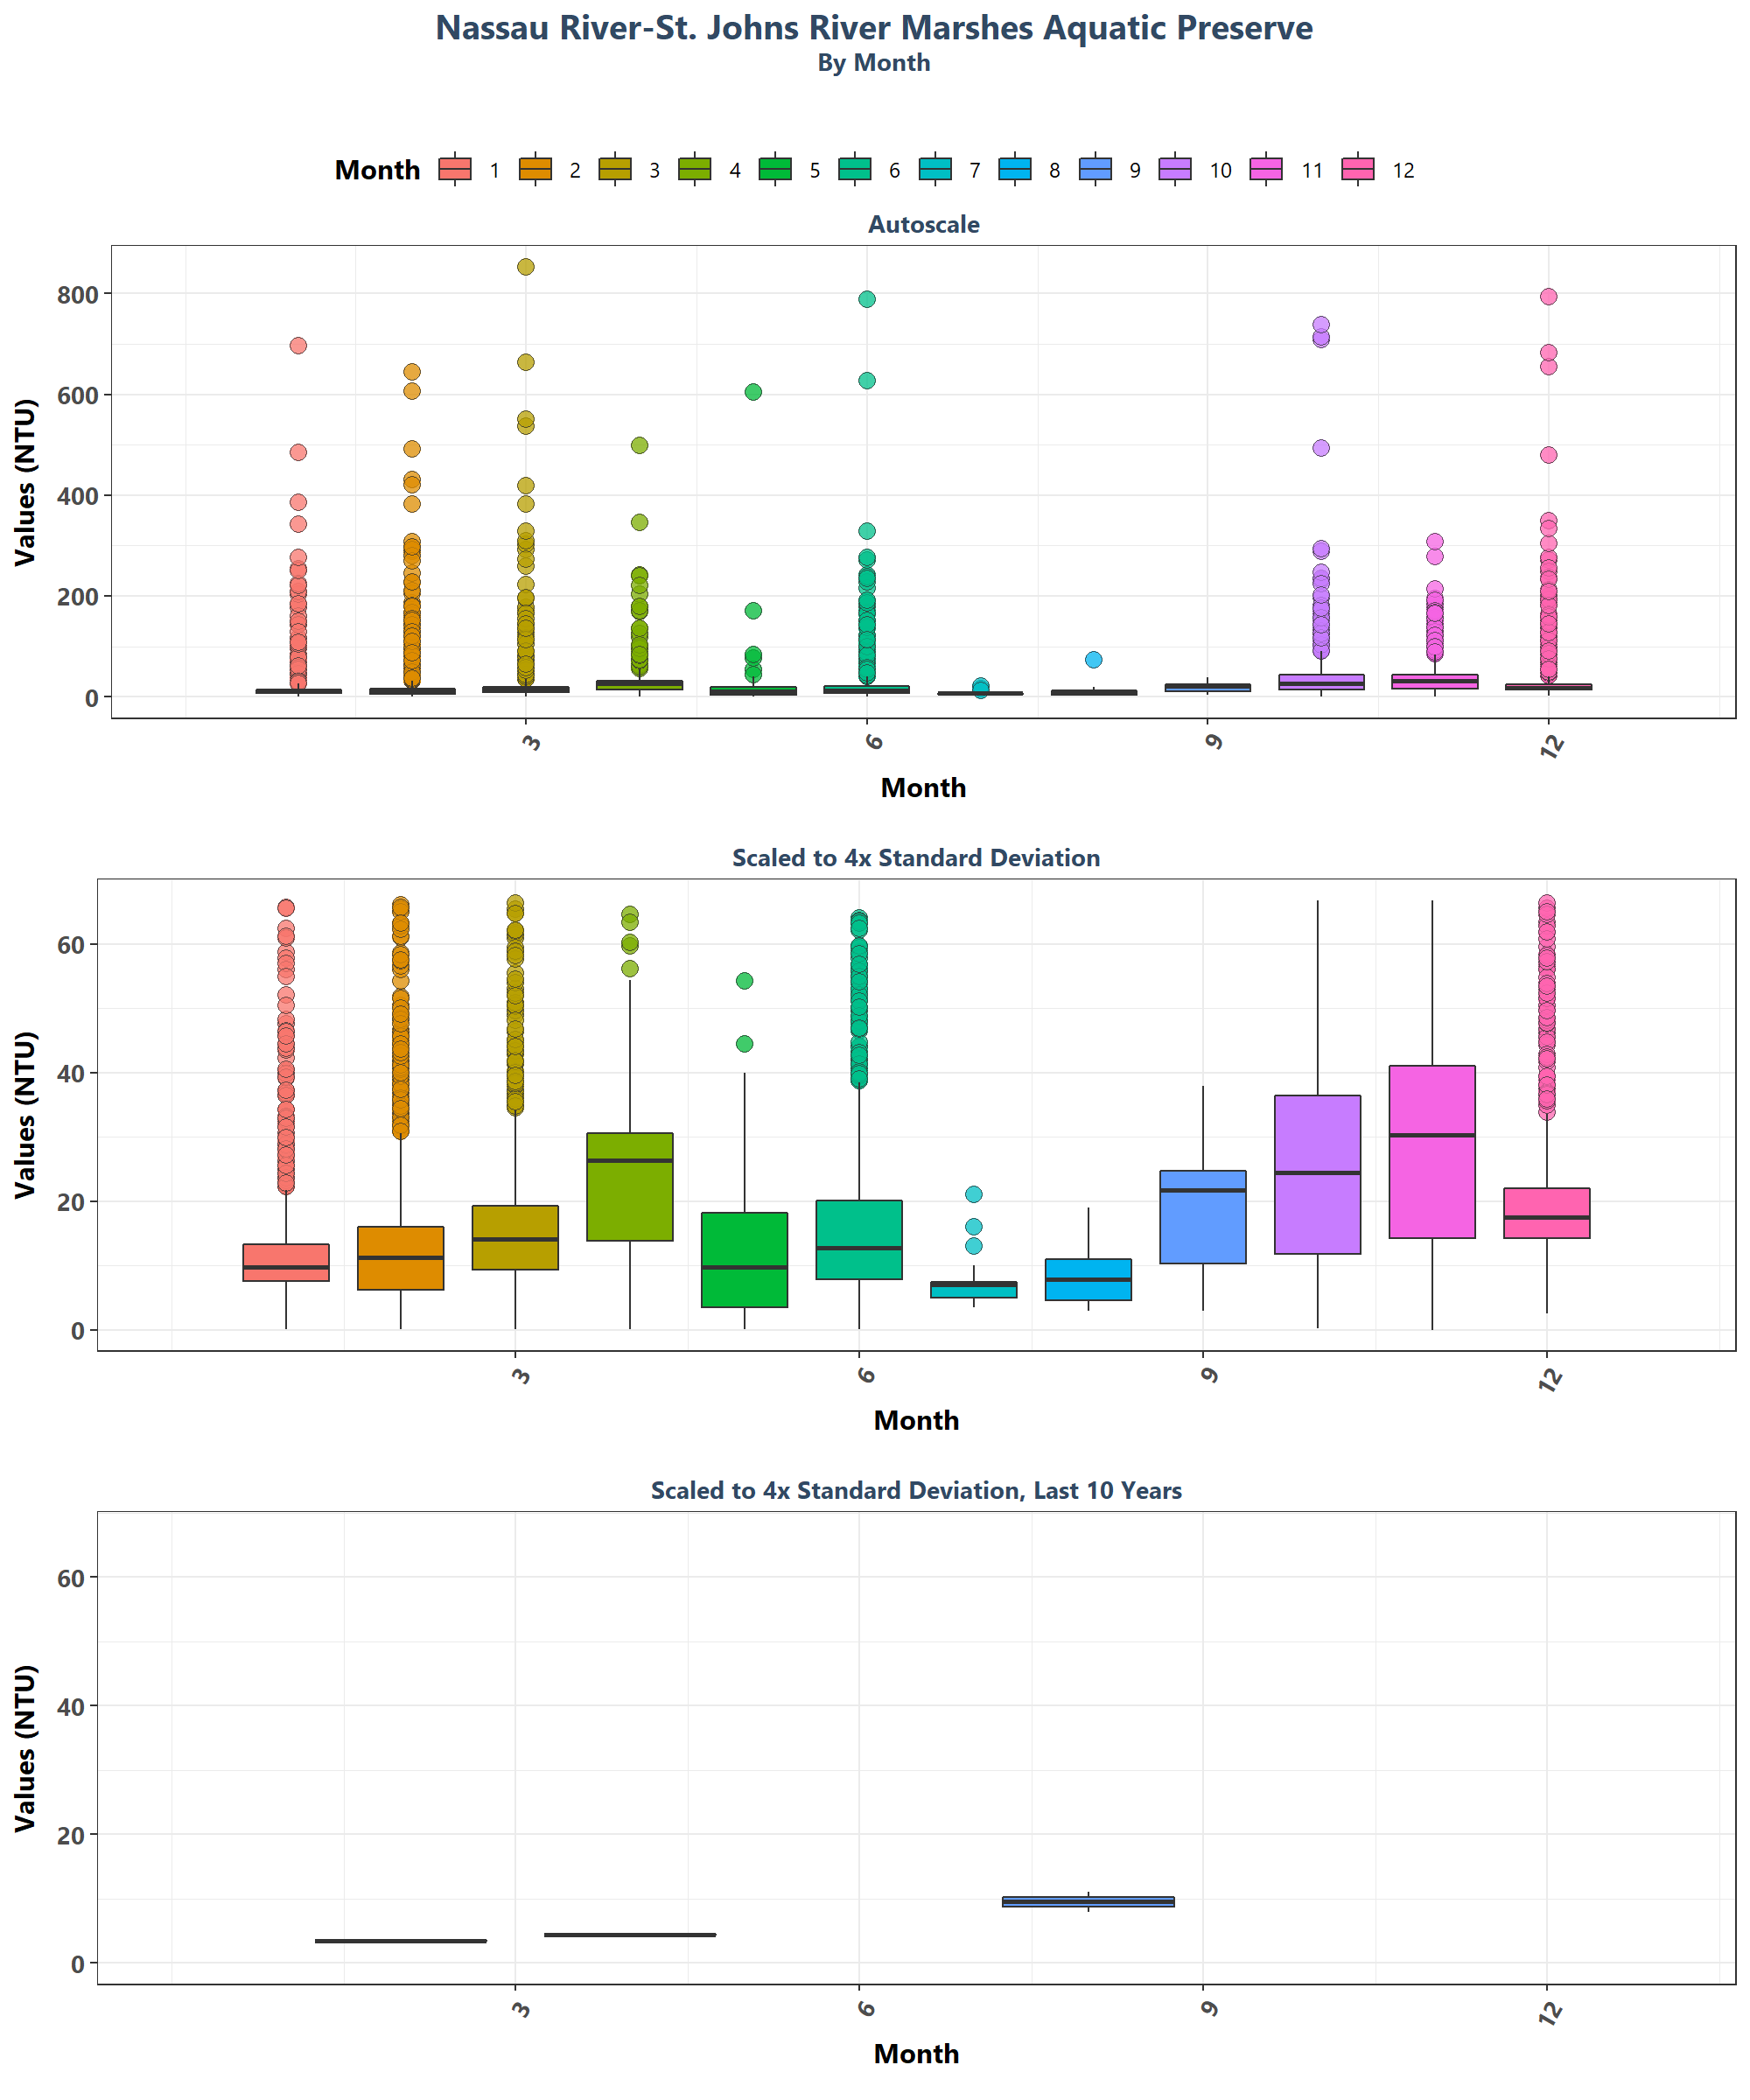 Nassau River-St. Johns River Marshes Aquatic Preserve
By Month
Month 1 2 3 4 5 6 7 8 9 10 11 12
Autoscale
Values (NTU)
800
600
400
200
0
3 6 9 12
Month
Scaled to 4x Standard Deviation
Values (NTU)
60
40
20
0
3 6 9 12
Month
Scaled to 4x Standard Deviation, Last 10 Years
Values (NTU)
60
40
20
0
3 6 9 12
Month